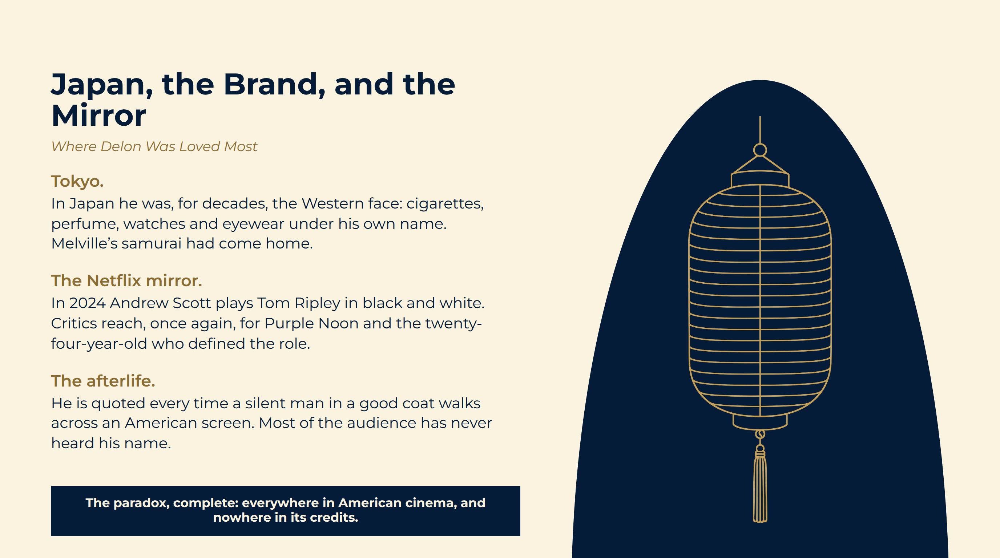 Japan, the Brand, and the
Mirror
Where Delon Was Loved Most
Tokyo.
In Japan he was, for decades, the Western face: cigarettes,
perfume, watches and eyewear under his own name.
Melville’s samurai had come home.
The Netflix mirror.
In 2024 Andrew Scott plays Tom Ripley in black and white.
Critics reach, once again, for Purple Noon and the twenty-
four-year-old who defined the role.
The afterlife.
He is quoted every time a silent man in a good coat walks
across an American screen. Most of the audience has never
heard his name.
The paradox, complete: everywhere in American cinema, and
nowhere in its credits.